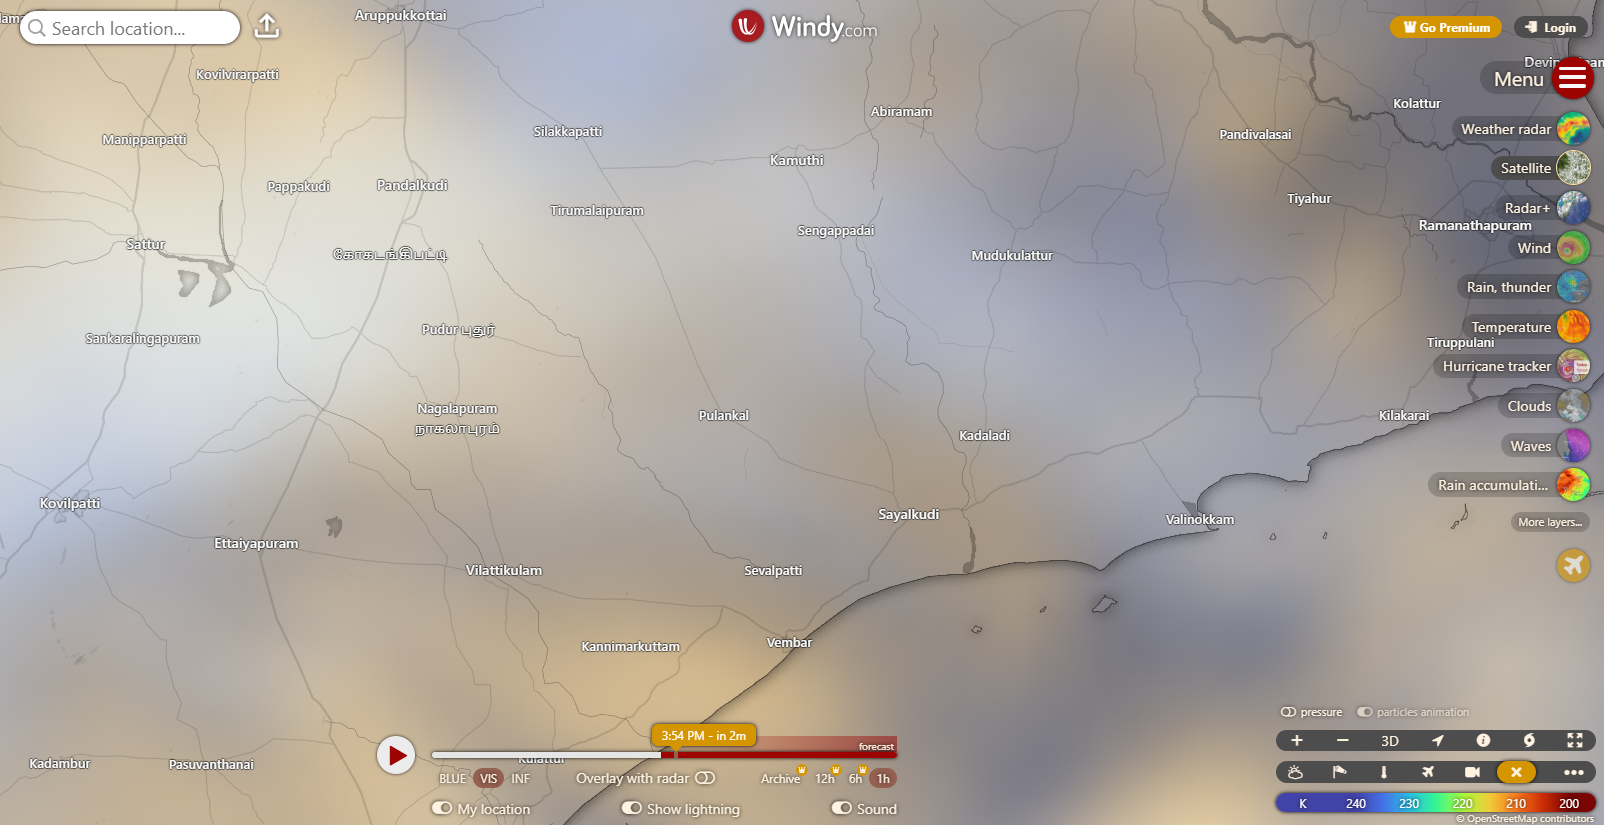 Search location...
Windy.com
Go Premium
Login
Menu
Weather radar
Satellite
Radar+
Wind
Rain, thunder
Temperature
Hurricane tracker
Clouds
Waves
Rain accumulati...
More layers...
Aruppukkottai
Kovilvirarpatti
Manipparpatti
Silakkapatti
Abiramam
Kolattur
Pandivalasai
Kamuthi
Pappakudi
Pandalkudi
Tirumalaipuram
Tiyahur
Sengappadai
Ramanathapuram
Sattur
கோகடங்கிபட்டி
Mudukulattur
Pudur புதுர்
Sankaralingapuram
Tiruppulani
Nagalapuram
நாகலாபுரம்
Pulankal
Kilakarai
Kadaladi
Kovilpatti
Sayalkudi
Valinokkam
Ettaiyapuram
Vilattikulam
Sevalpatti
Kannimarkuttam
Vembar
Kadambur
Pasuvanthanai
Kulattur
3:54 PM - in 2m
forecast
BLUE VIS INF
Overlay with radar
Archive 12h 6h 1h
My location
Show lightning
Sound
pressure
particles animation
+ − 3D
K 240 230 220 210 200
© OpenStreetMap contributors